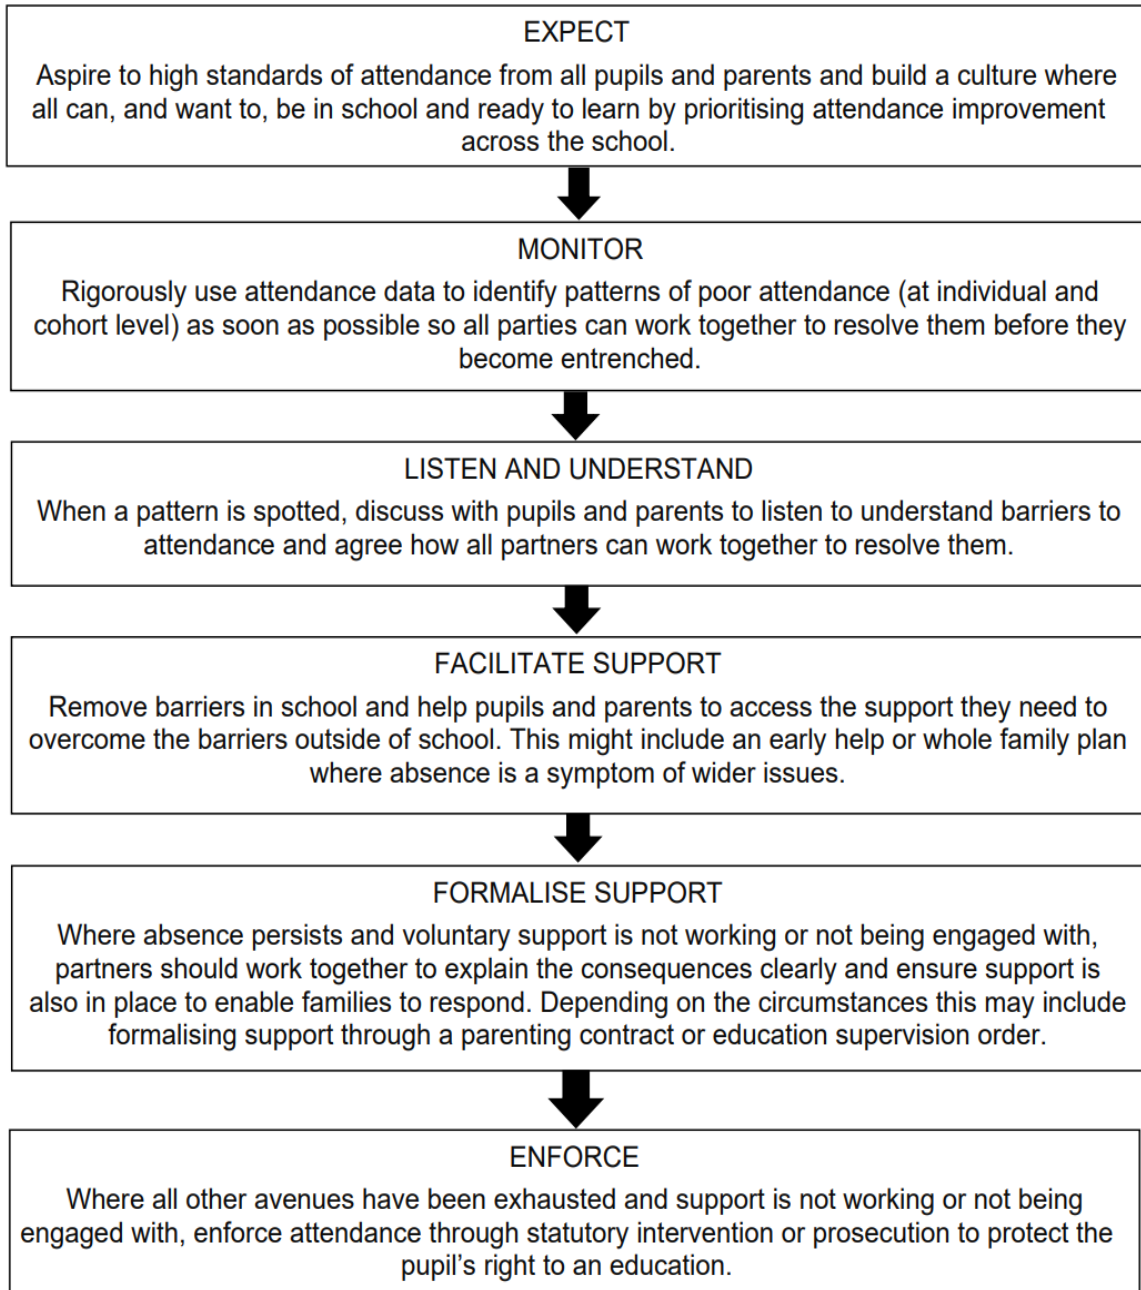 EXPECT
Aspire to high standards of attendance from all pupils and parents and build a culture where
all can, and want to, be in school and ready to learn by prioritising attendance improvement
across the school.
MONITOR
Rigorously use attendance data to identify patterns of poor attendance (at individual and
cohort level) as soon as possible so all parties can work together to resolve them before they
become entrenched.
LISTEN AND UNDERSTAND
When a pattern is spotted, discuss with pupils and parents to listen to understand barriers to
attendance and agree how all partners can work together to resolve them.
FACILITATE SUPPORT
Remove barriers in school and help pupils and parents to access the support they need to
overcome the barriers outside of school. This might include an early help or whole family plan
where absence is a symptom of wider issues.
FORMALISE SUPPORT
Where absence persists and voluntary support is not working or not being engaged with,
partners should work together to explain the consequences clearly and ensure support is
also in place to enable families to respond. Depending on the circumstances this may include
formalising support through a parenting contract or education supervision order.
ENFORCE
Where all other avenues have been exhausted and support is not working or not being
engaged with, enforce attendance through statutory intervention or prosecution to protect the
pupil’s right to an education.